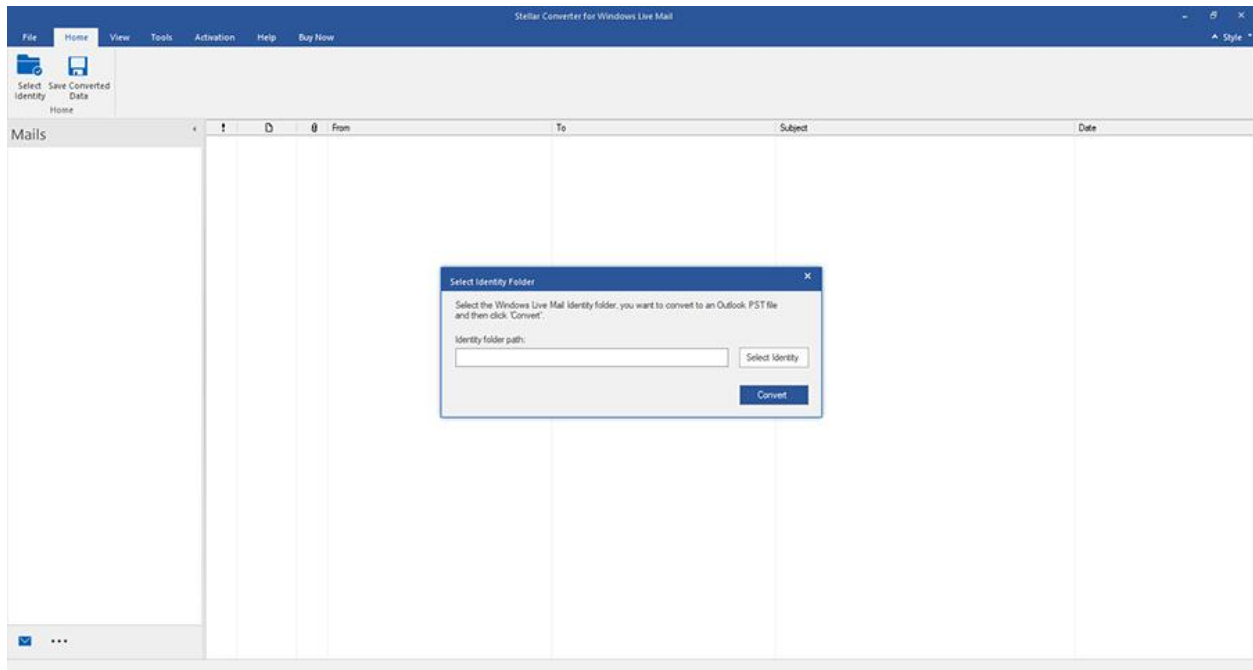 Stellar Converter for Windows Live Mail
File Home View Tools Activation Help Buy Now Style
Select Identity
Save Converted Data
Home
Mails
From To Subject Date
Select Identity Folder
Select the Windows Live Mail Identity folder, you want to convert to an Outlook PST file
and then click 'Convert'.
Identity folder path:
Select Identity
Convert